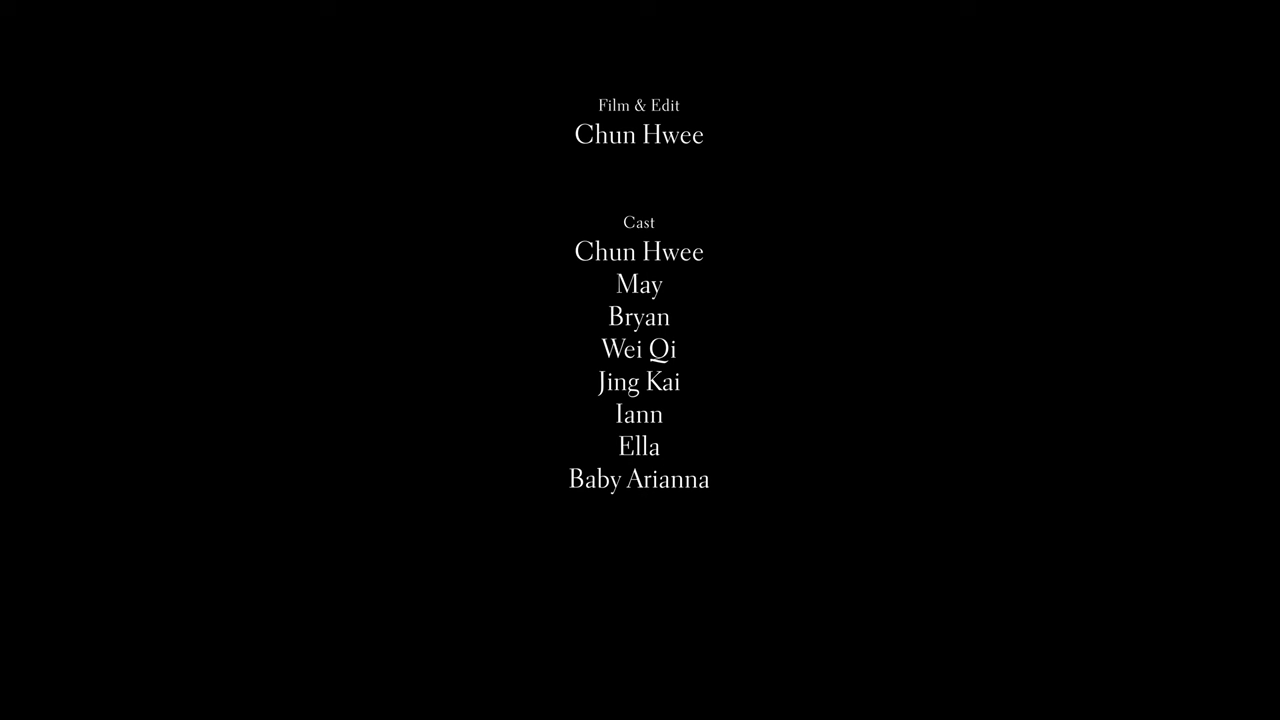 Film & Edit
Chun Hwee
Cast
Chun Hwee
May
Bryan
Wei Qi
Jing Kai
Iann
Ella
Baby Arianna